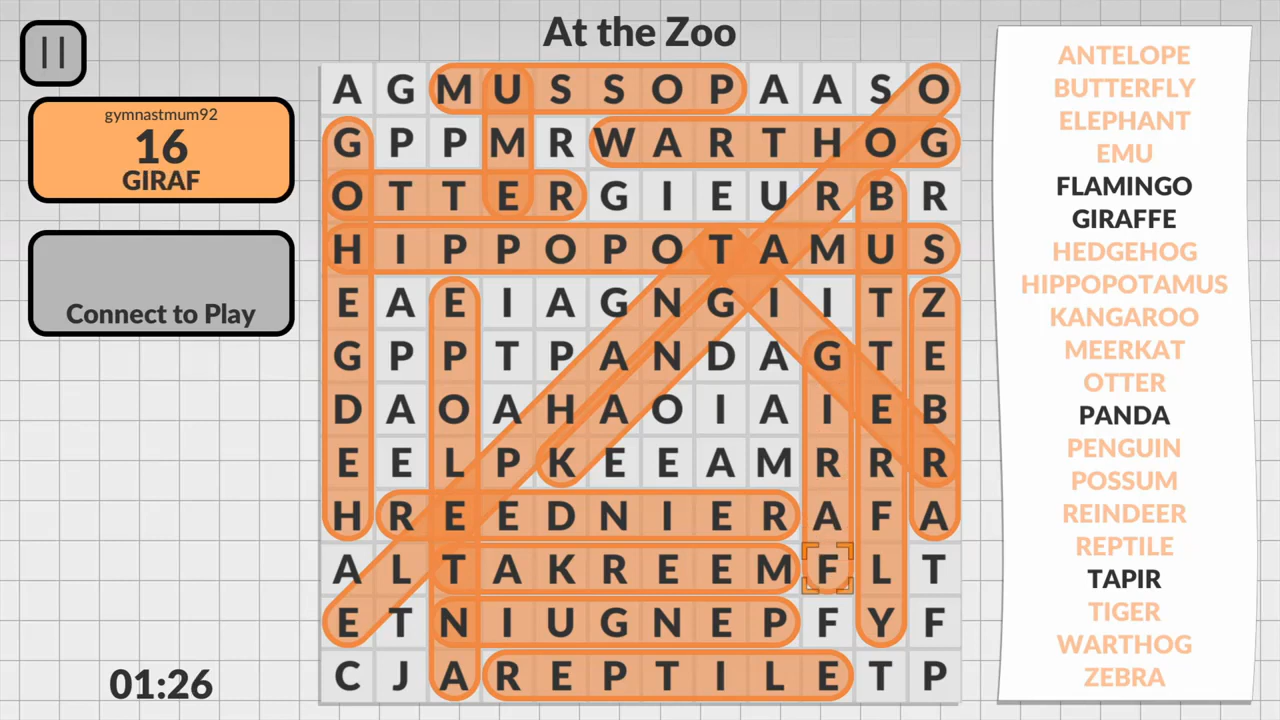 At the Zoo
gymnastmum92
16
GIRAF
Connect to Play
01:26
A G M U S S O P A A S O
G P P M R W A R T H O G
O T T E R G I E U R B R
H I P P O P O T A M U S
E A E I A G N G I I T Z
G P P T P A N D A G T E
D A O A H A O I A I E B
E E L P K E E A M R R R
H R E E D N I E R A F A
A L T A K R E E M F L T
E T N I U G N E P F Y F
C J A R E P T I L E T P
ANTELOPE
BUTTERFLY
ELEPHANT
EMU
FLAMINGO
GIRAFFE
HEDGEHOG
HIPPOPOTAMUS
KANGAROO
MEERKAT
OTTER
PANDA
PENGUIN
POSSUM
REINDEER
REPTILE
TAPIR
TIGER
WARTHOG
ZEBRA